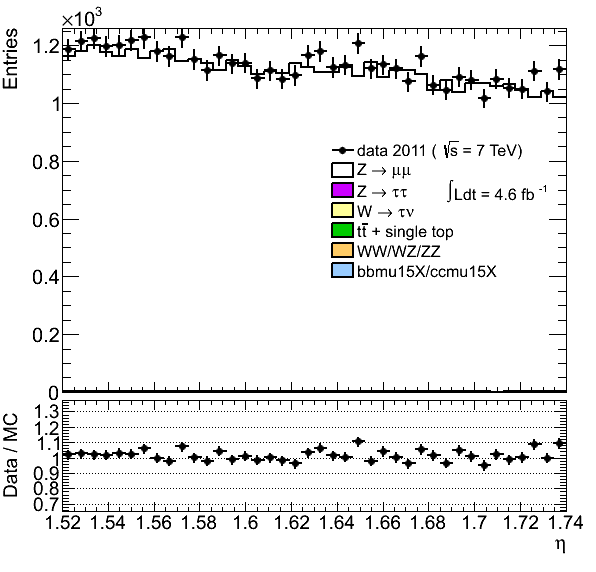 ×10³
Entries
1.2
1
0.8
0.6
0.4
0.2
0
data 2011 ( √s = 7 TeV)
Z → μμ
Z → ττ
∫Ldt = 4.6 fb⁻¹
W → τν
tt̄ + single top
WW/WZ/ZZ
bbmu15X/ccmu15X
Data / MC
1.3
1.2
1.1
1
0.9
0.8
0.7
1.52 1.54 1.56 1.58 1.6 1.62 1.64 1.66 1.68 1.7 1.72 1.74
η